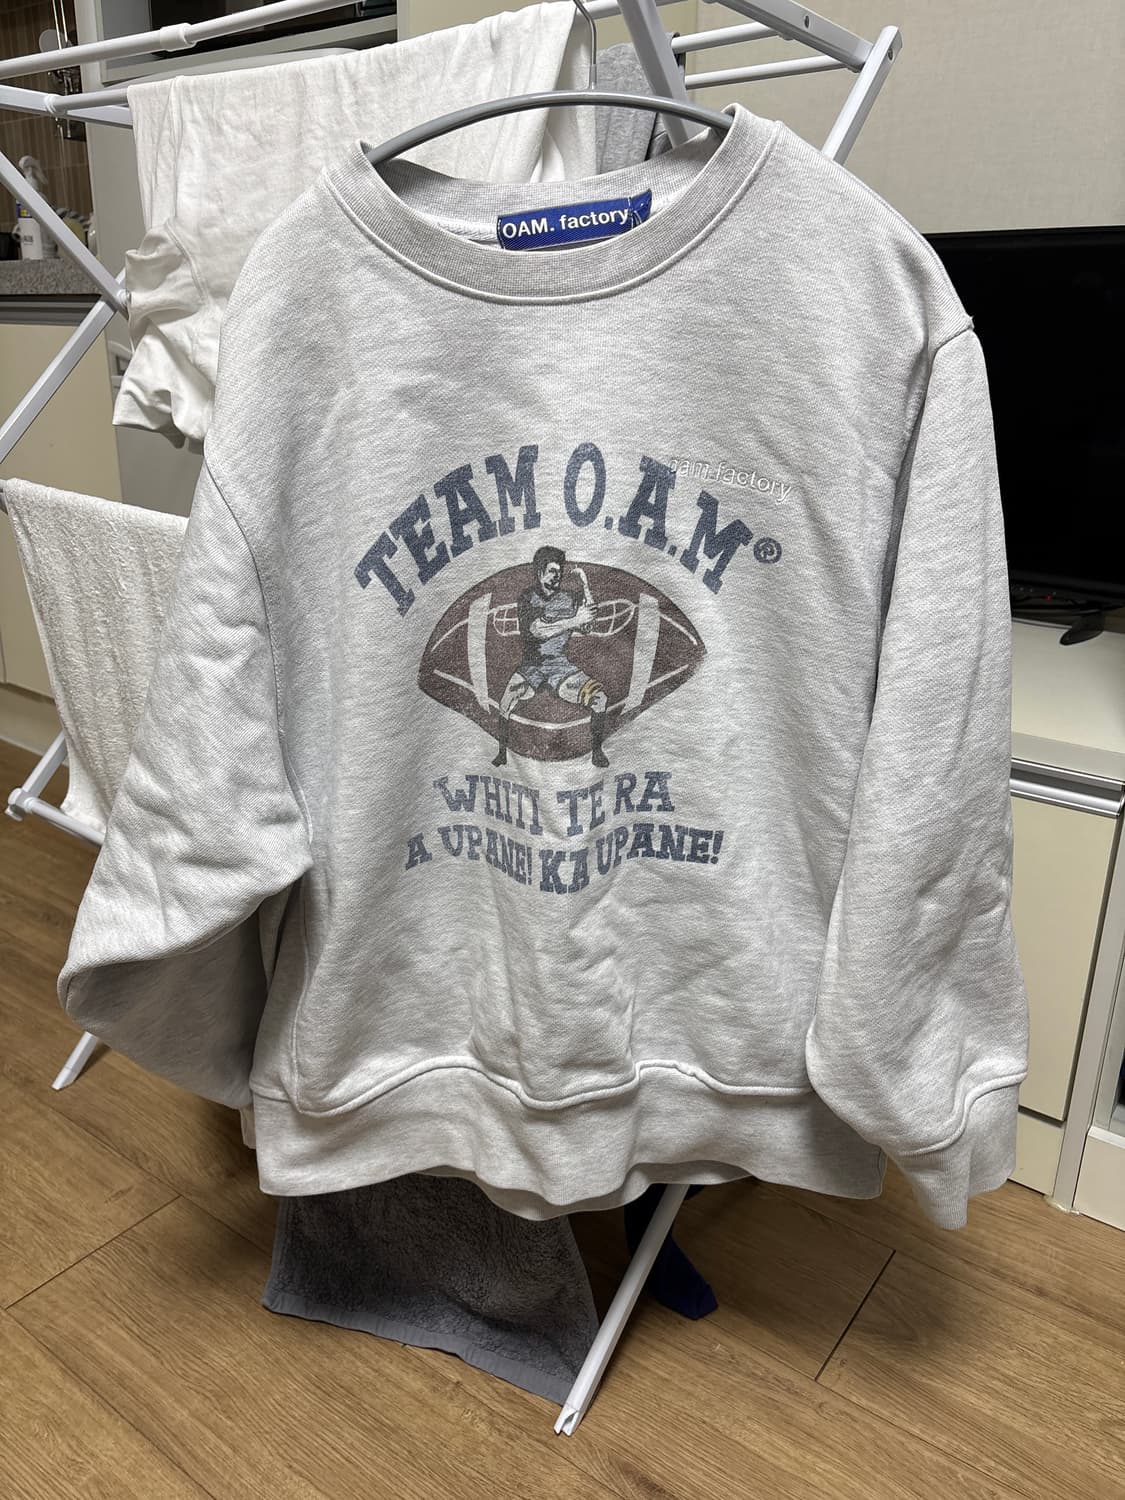 OAM. factory
oam.factory
TEAM O.A.M®
WHITI TE RA
A UPANE! KA UPANE!